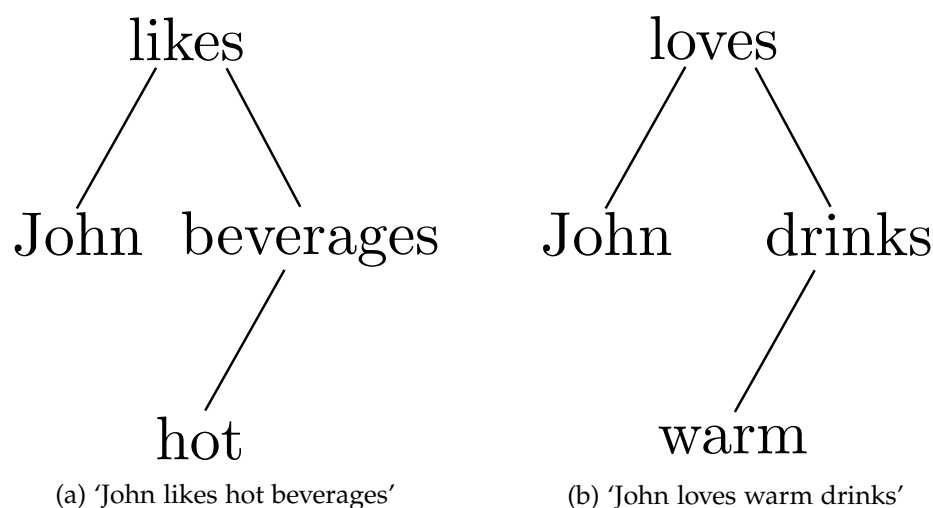 likes
John beverages
hot
(a) ‘John likes hot beverages’
loves
John drinks
warm
(b) ‘John loves warm drinks’